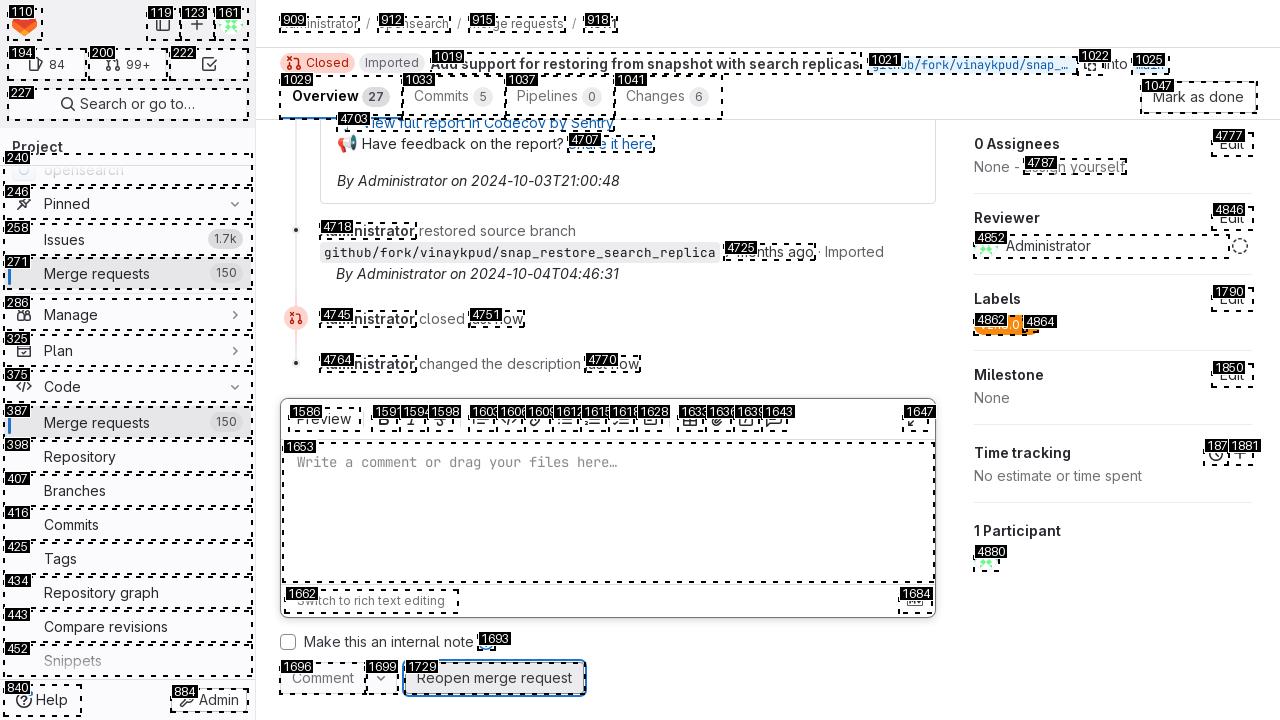 110
119
123
161
194
84
200
99+
222
227
Search or go to…
Project
240
opensearch
246
Pinned
258
Issues
1.7k
271
Merge requests
150
286
Manage
325
Plan
375
Code
387
Merge requests
150
398
Repository
407
Branches
416
Commits
425
Tags
434
Repository graph
443
Compare revisions
452
Snippets
840
Help
884
Admin
909
/
912
/
915
/
918
Closed
Imported
1019
Add support for restoring from snapshot with search replicas
1021
github/fork/vinaykpud/snap_…
1022
into
1025
1029
Overview 27
1033
Commits 5
1037
Pipelines 0
1041
Changes 6
1047
Mark as done
4703
View full report in Codecov by Sentry
📢 Have feedback on the report?
4707
Share it here
By Administrator on 2024-10-03T21:00:48
4718
Administrator restored source branch
github/fork/vinaykpud/snap_restore_search_replica
4725
months ago · Imported
By Administrator on 2024-10-04T04:46:31
4745
Administrator closed
4751
just now
4764
Administrator changed the description
4770
just now
1586
Preview
1591
1594
1598
1603
1606
1609
1612
1615
1618
1628
1633
1636
1639
1643
1647
1653
Write a comment or drag your files here…
1662
Switch to rich text editing
1684
Make this an internal note
1693
1696
Comment
1699
1729
Reopen merge request
0 Assignees
4777
Edit
None -
4787
assign yourself
Reviewer
4846
Edit
4852
Administrator
Labels
1790
Edit
4862
4864
Milestone
1850
Edit
None
Time tracking
187
1881
No estimate or time spent
1 Participant
4880